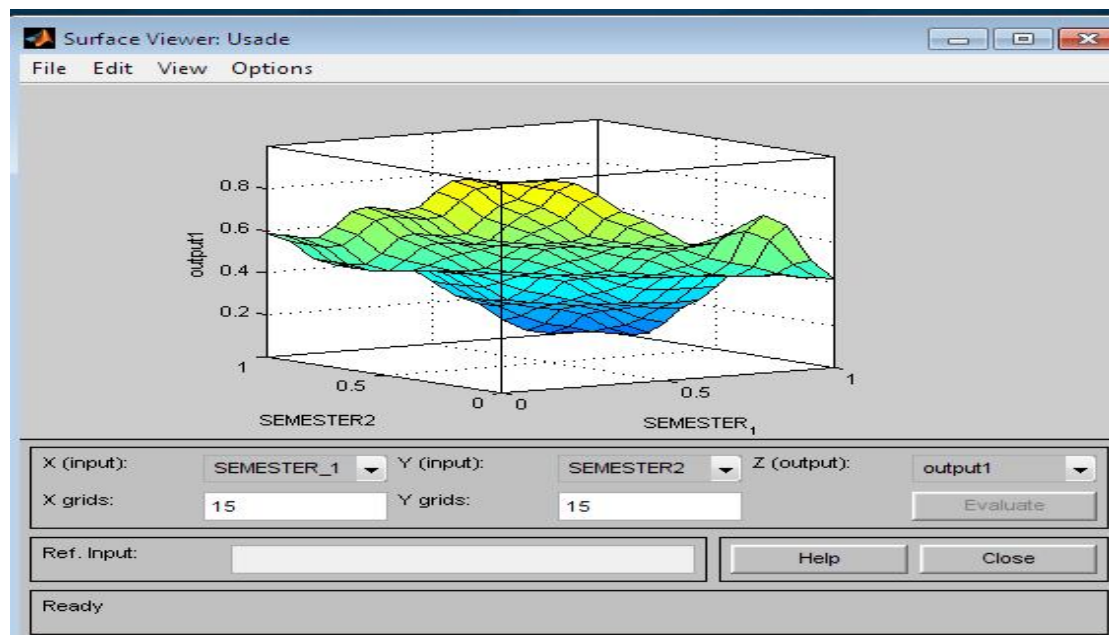 Surface Viewer: Usade
File Edit View Options
0.8
0.6
0.4
0.2
output1
1
0.5
0
0
0.5
1
SEMESTER2
SEMESTER1
X (input):
SEMESTER_1
Y (input):
SEMESTER2
Z (output):
output1
X grids:
15
Y grids:
15
Evaluate
Ref. Input:
Help
Close
Ready